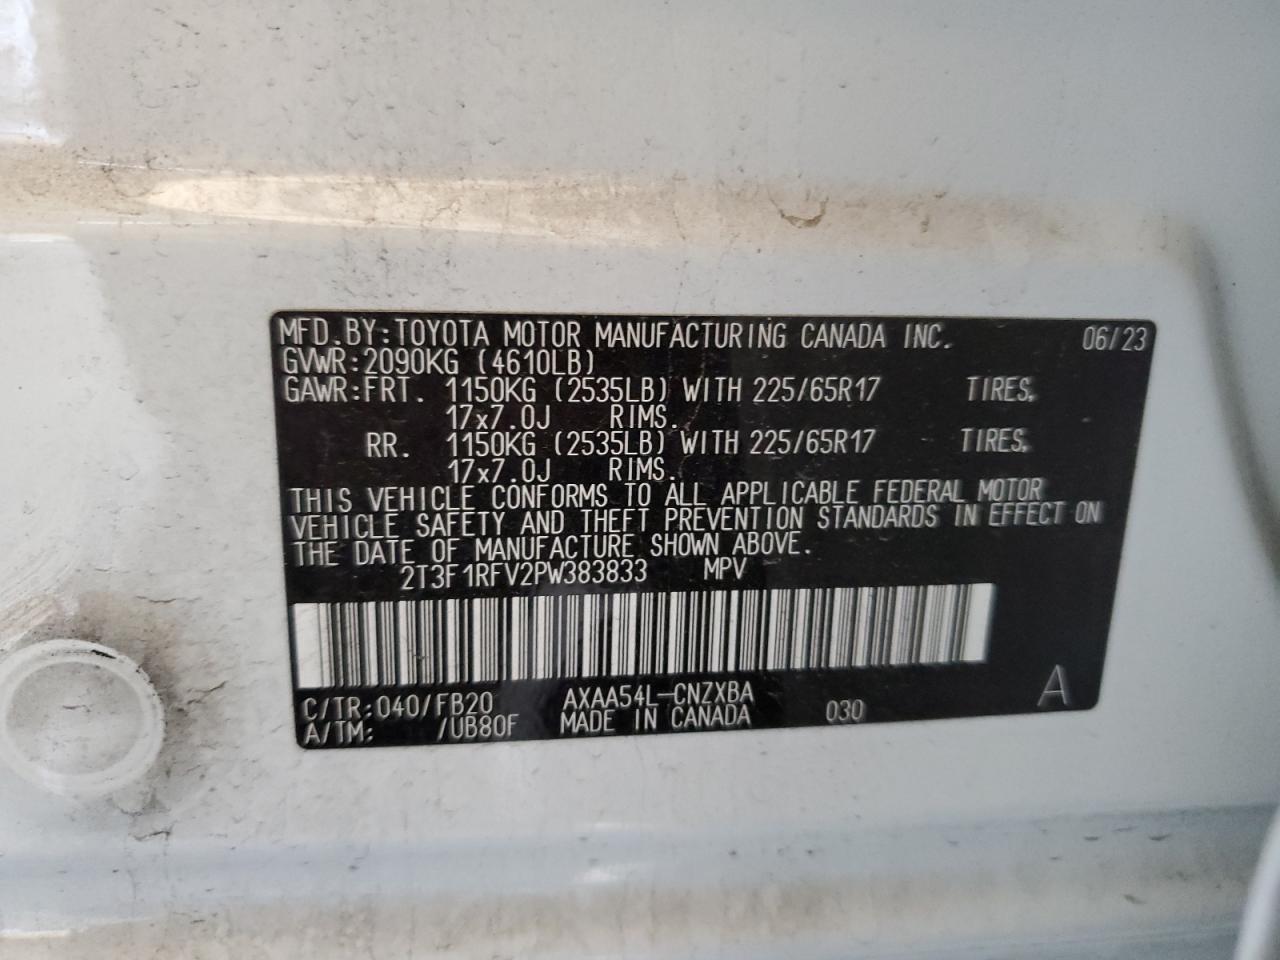 MFD.BY:TOYOTA MOTOR MANUFACTURING CANADA INC. 06/23
GVWR:2090KG (4610LB)
GAWR:FRT. 1150KG (2535LB) WITH 225/65R17 TIRES,
17x7.0J RIMS.
RR. 1150KG (2535LB) WITH 225/65R17 TIRES,
17x7.0J RIMS.
THIS VEHICLE CONFORMS TO ALL APPLICABLE FEDERAL MOTOR
VEHICLE SAFETY AND THEFT PREVENTION STANDARDS IN EFFECT ON
THE DATE OF MANUFACTURE SHOWN ABOVE.
2T3F1RFV2PW383833 MPV
C/TR:040/FB20 AXAA54L-CNZXBA
A/TM: /UB80F MADE IN CANADA 030 A